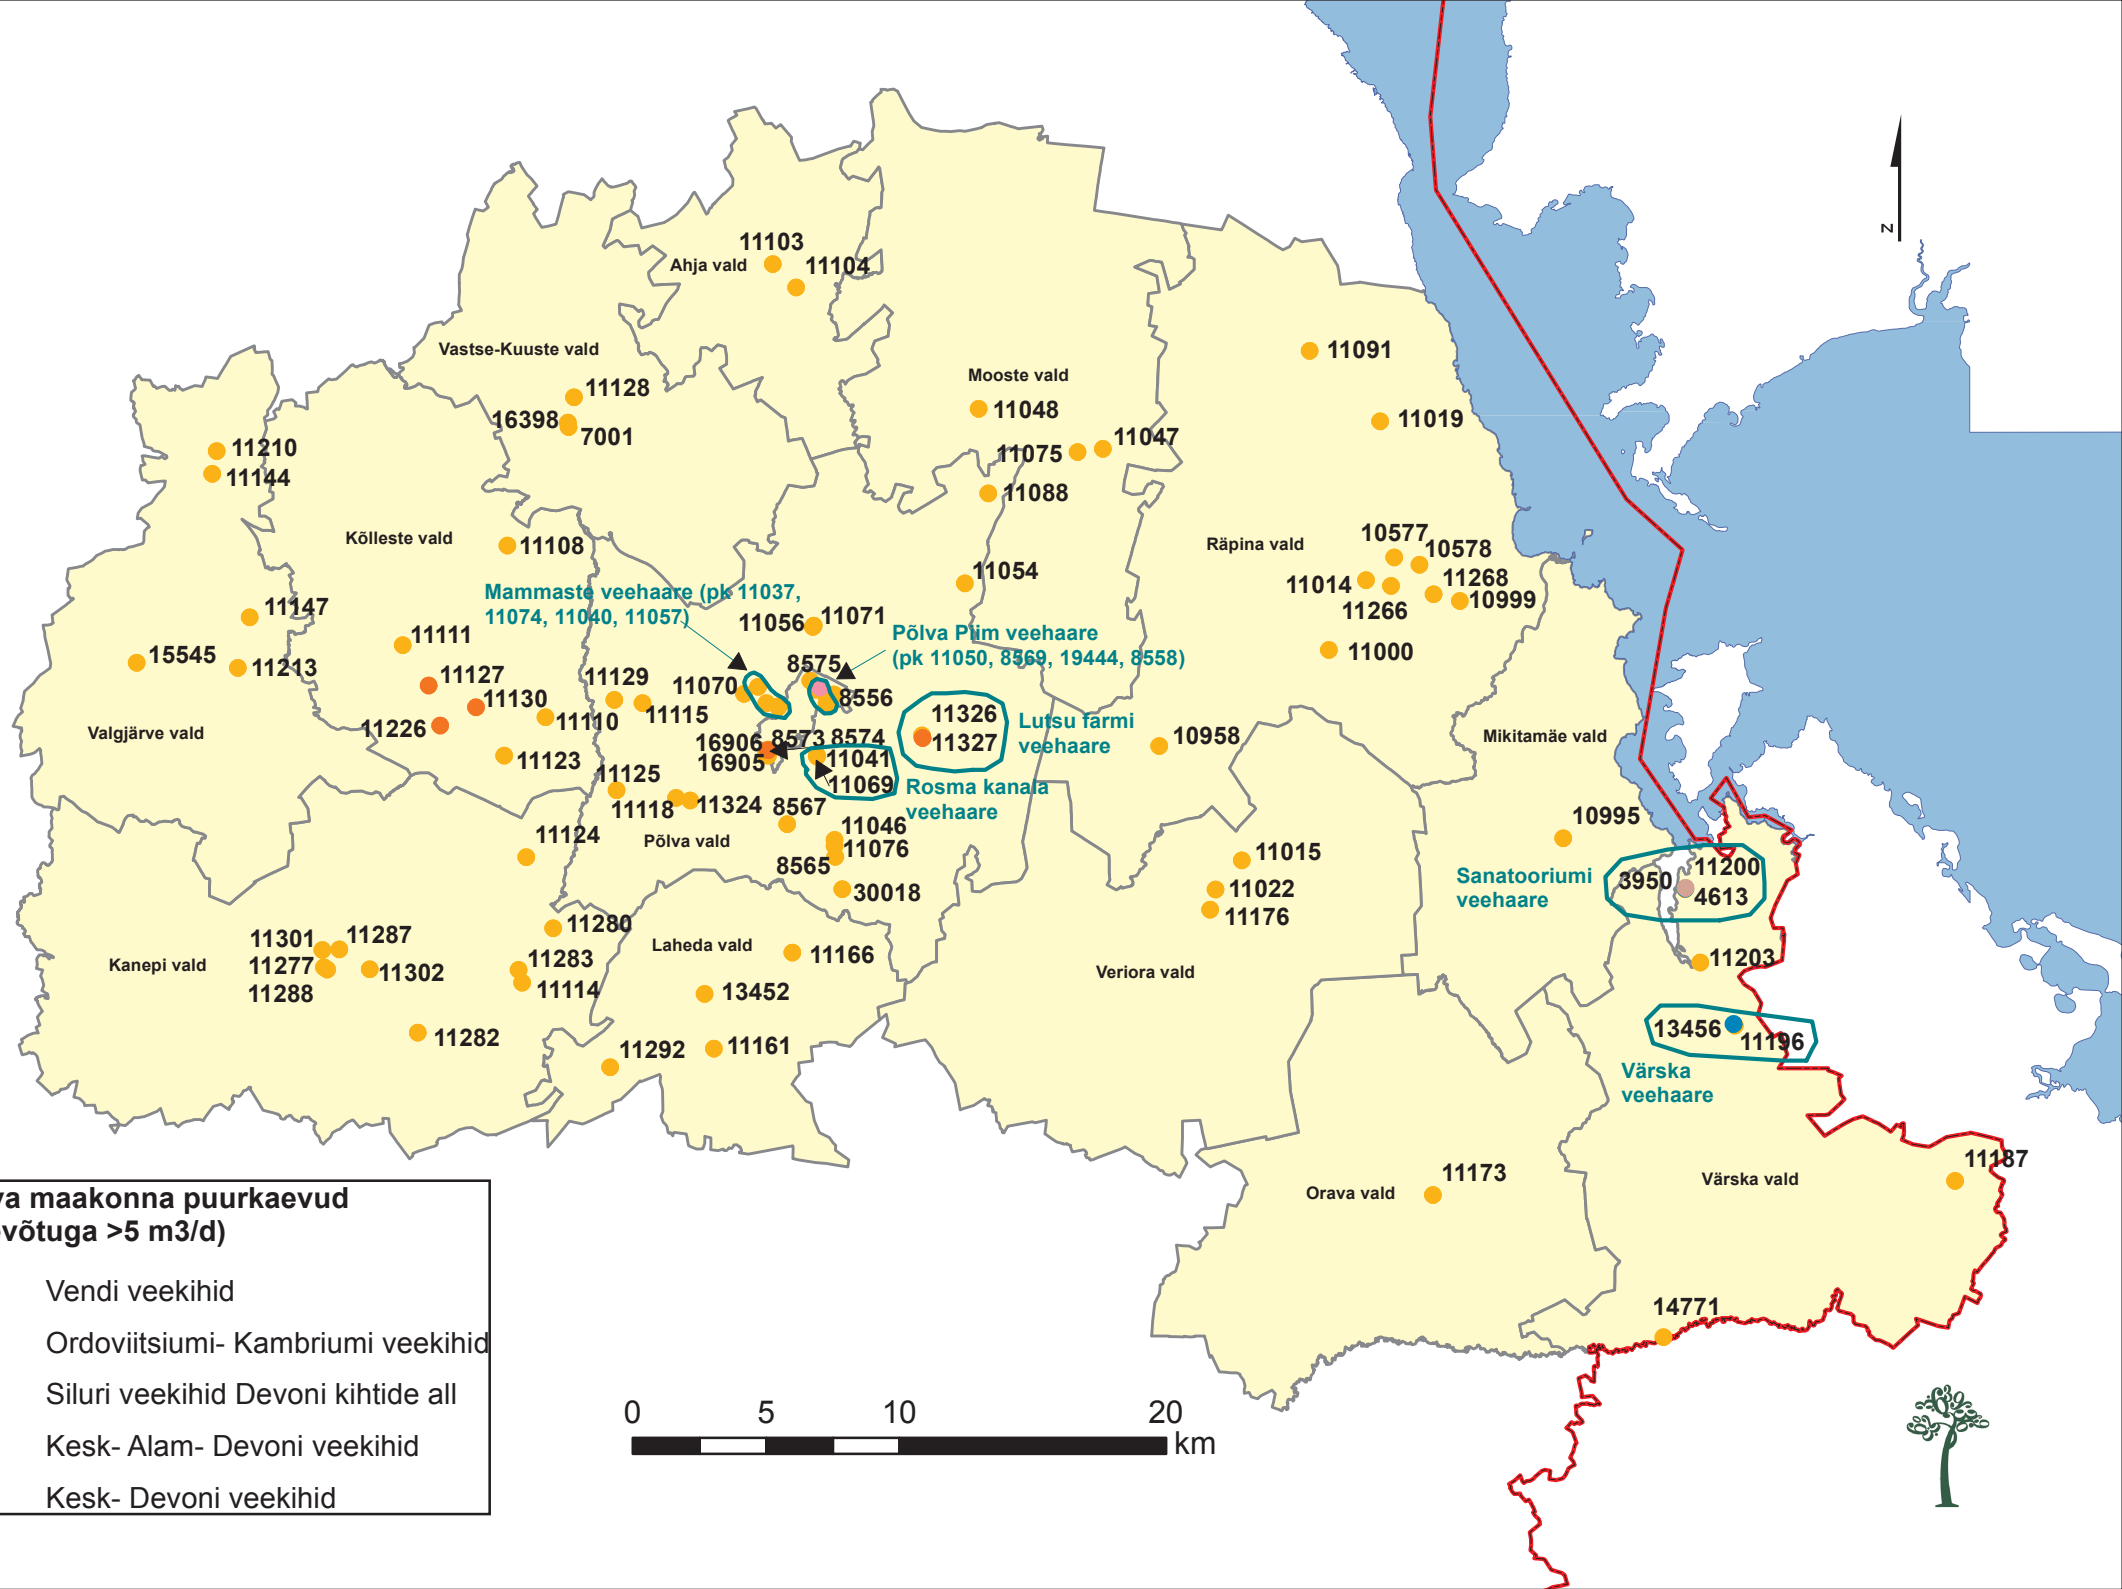 N
11103
Ahja vald
11104
Vastse-Kuuste vald
11091
Mooste vald
11128
11048
11019
16398
7001
11047
11075
11210
11144
11088
Kõlleste vald
11108
Räpina vald
10577
10578
11054
11014
11268
11266
10999
Mammaste veehaare (pk 11037,
11074, 11040, 11057)
11147
11056
11071
11111
Põlva Piim veehaare
(pk 11050, 8569, 19444, 8558)
11000
15545
11213
8575
11127
11129
11070
8556
11130
11115
11110
11226
11326
11327
Lutsu farmi
veehaare
Valgjärve vald
10958
Mikitamäe vald
16906
8573
8574
16905
11041
11123
11125
11069
Rosma kanala
veehaare
11118
11324
8567
10995
11124
11046
Põlva vald
11076
11015
8565
11200
Sanatooriumi
veehaare
3950
4613
30018
11022
11176
11280
11301
11287
Laheda vald
11166
11203
Kanepi vald
11277
11302
11283
Veriora vald
11288
11114
13452
11282
13456
11196
11292
11161
Värska
veehaare
11187
11173
Orava vald
Värska vald
va maakonna puurkaevud
evõtuga >5 m3/d)
Vendi veekihid
Ordoviitsiumi- Kambriumi veekihid
Siluri veekihid Devoni kihtide all
Kesk- Alam- Devoni veekihid
Kesk- Devoni veekihid
14771
0 5 10 20
km